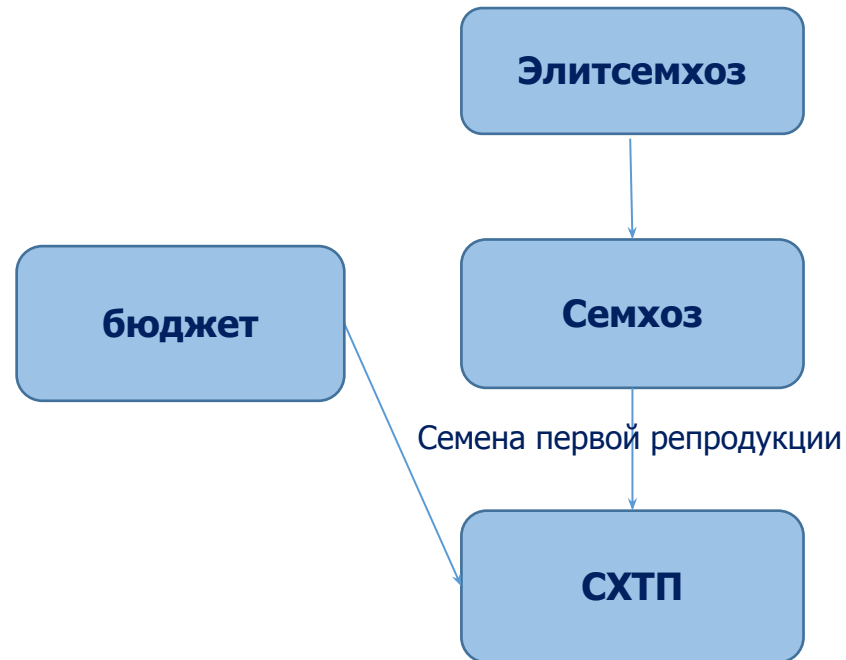 Элитсемхоз
бюджет
Семхоз
Семена первой репродукции
СХТП